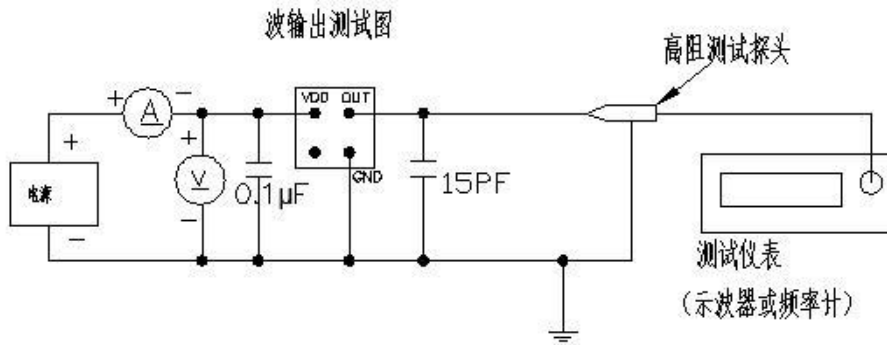 波输出测试图
高阻测试探头
+ A −
VDD OUT
+
+
电源
V
0.1μF
GND
15PF
−
−
测试仪表
（示波器或频率计）